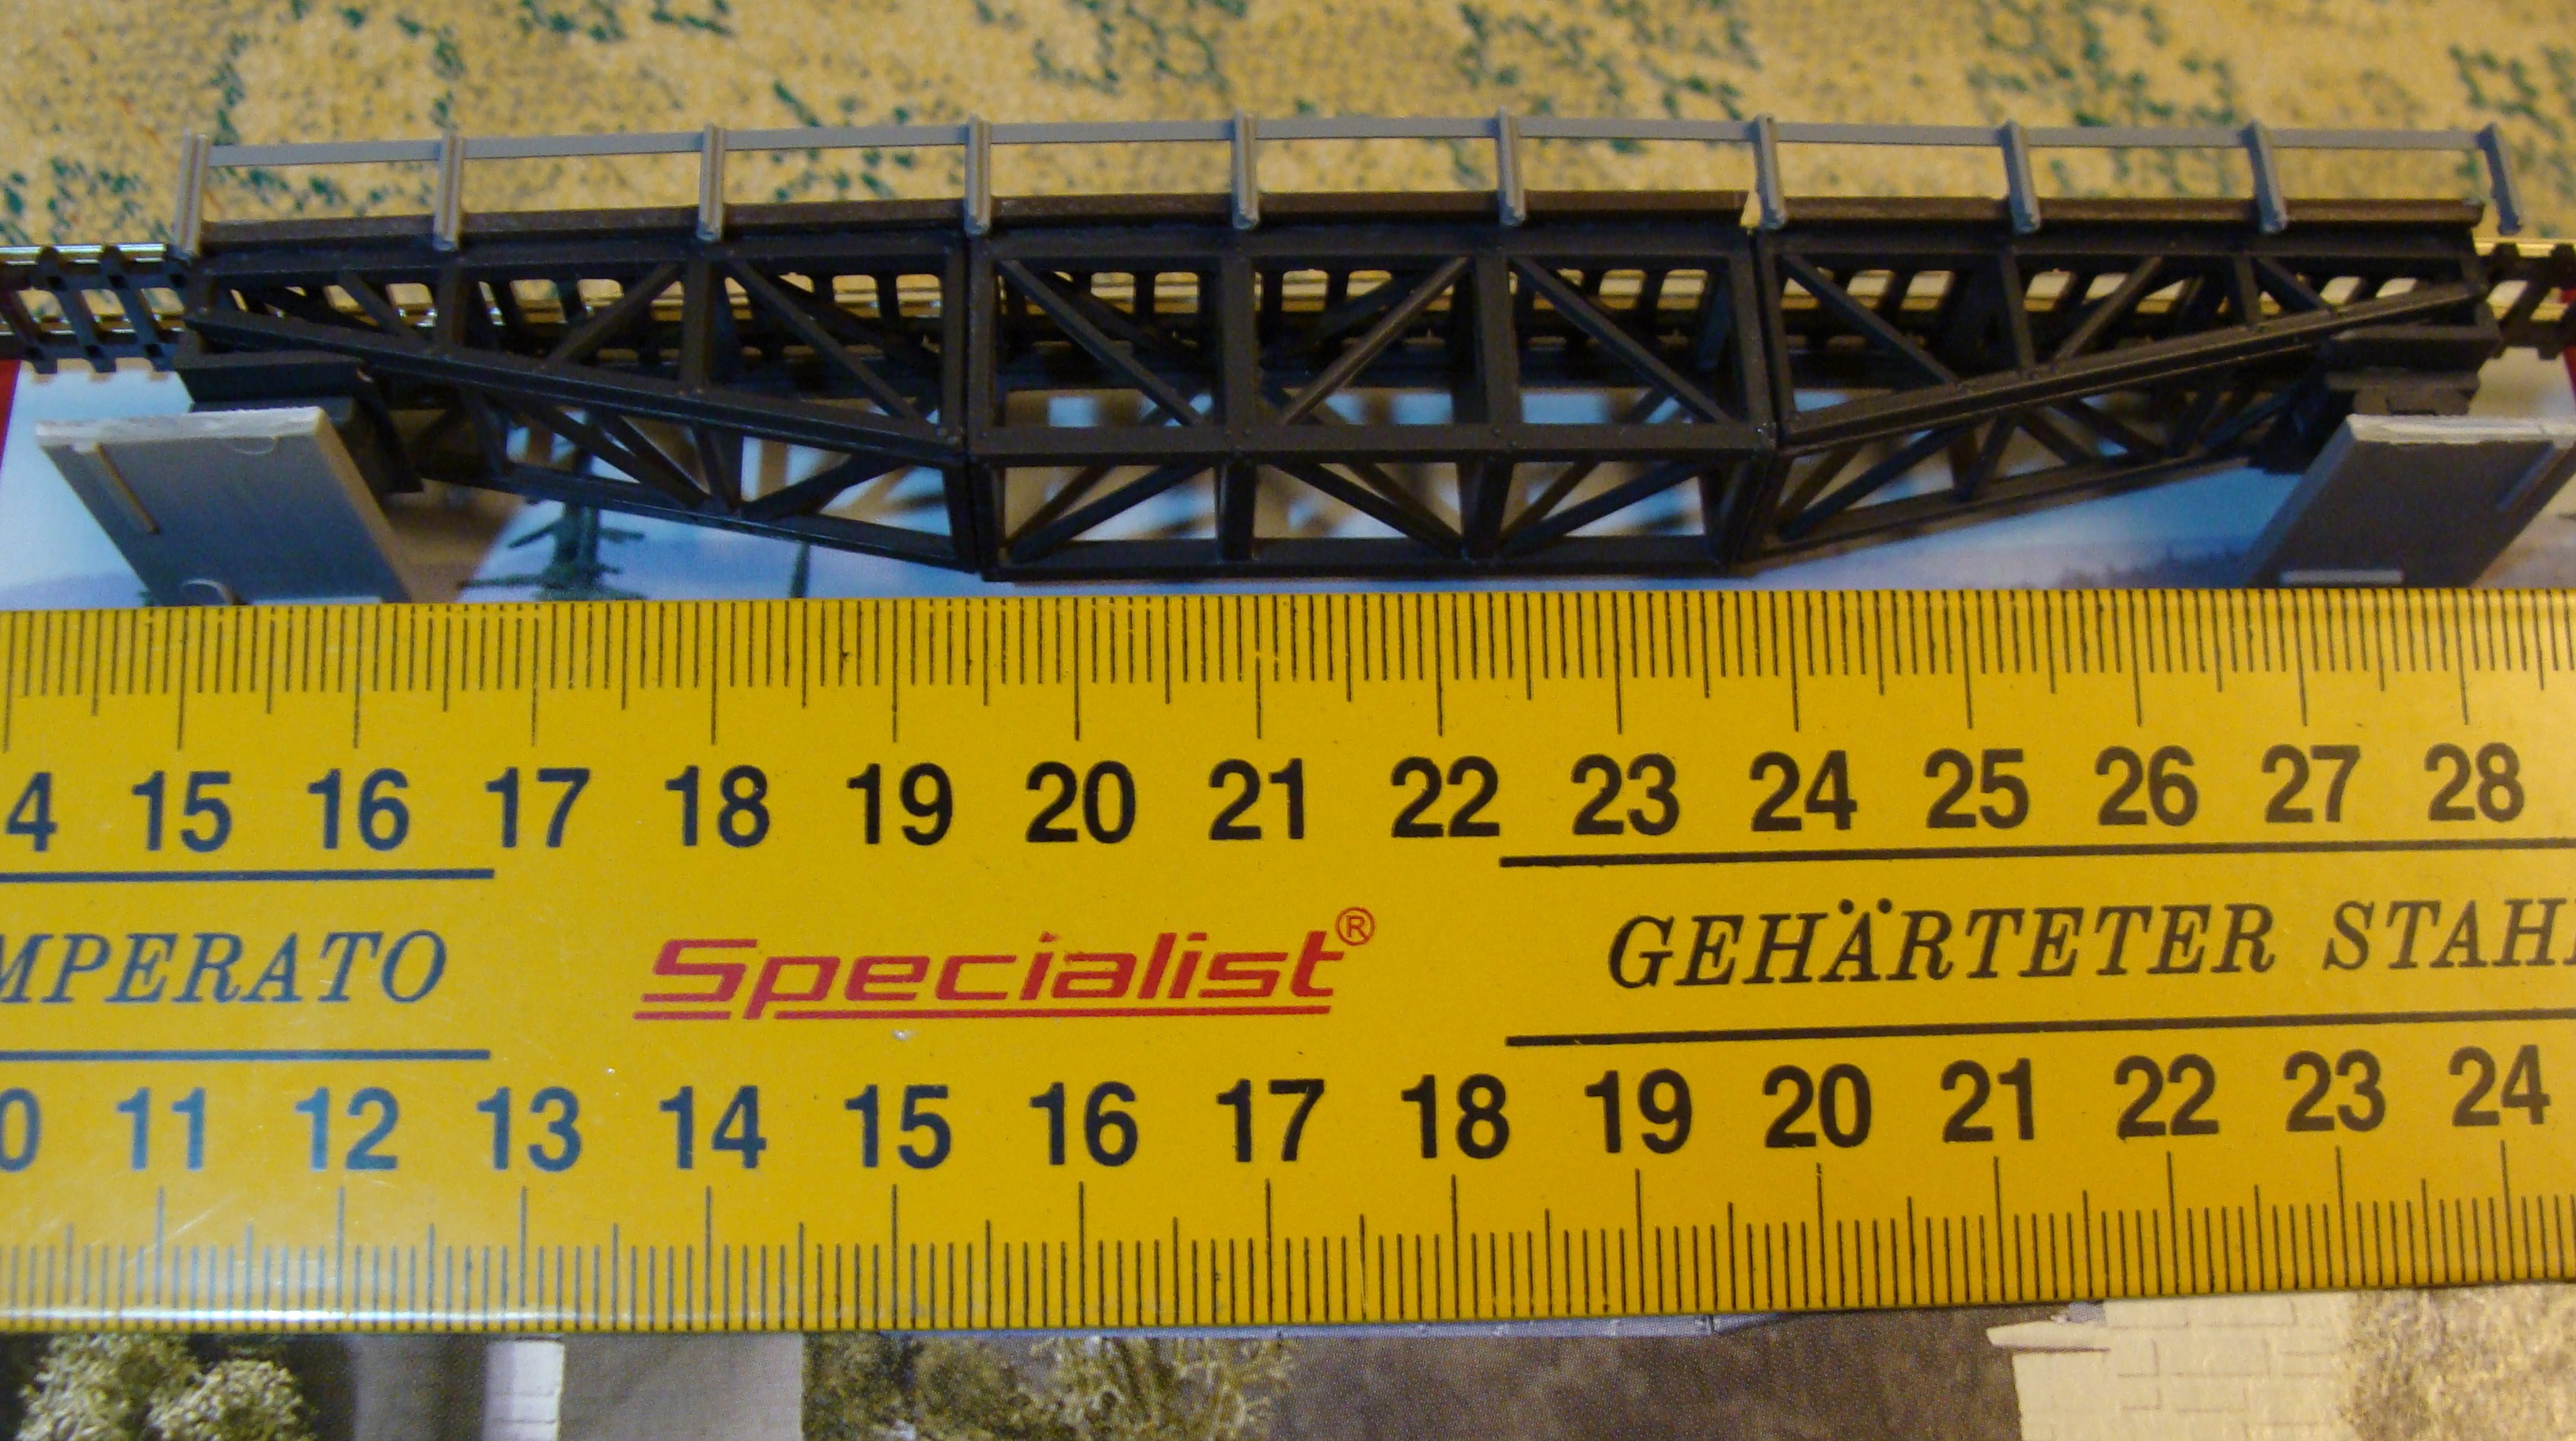 4 15 16 17 18 19 20 21 22 23 24 25 26 27 28
MPERATO Specialist® GEHÄRTETER STAH
0 11 12 13 14 15 16 17 18 19 20 21 22 23 24